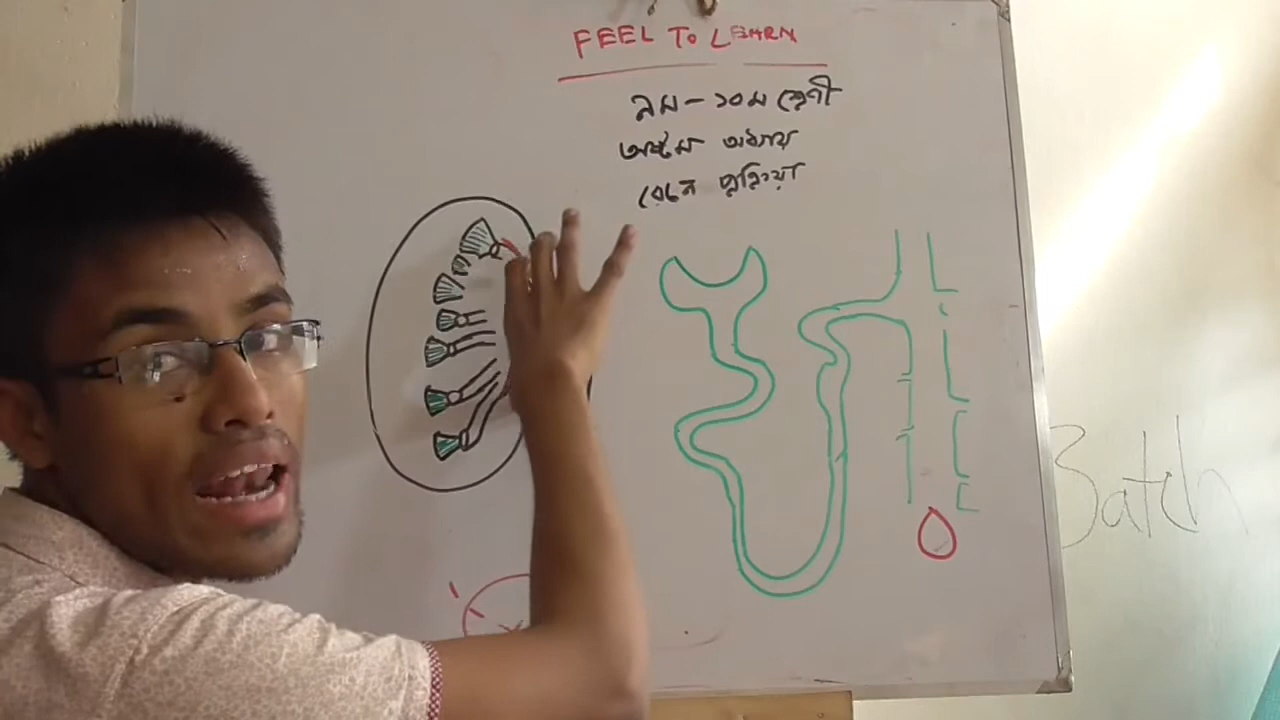 FEEL TO LEARN
৯ম - ১০ম শ্রেণী
অষ্টম অধ্যায়
রেচন প্রক্রিয়া
Batch